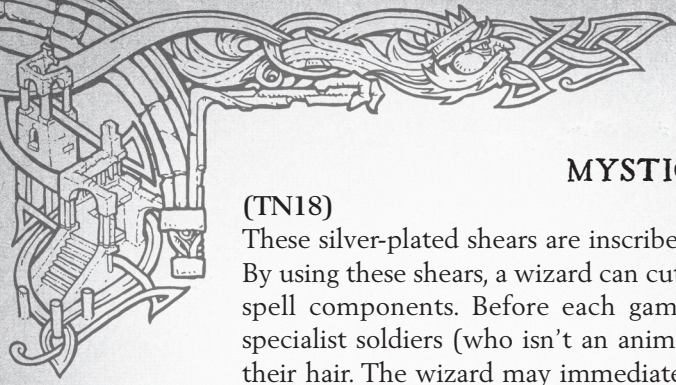 MYSTIC
(TN18)
These silver-plated shears are inscribe
By using these shears, a wizard can cut
spell components. Before each gam
specialist soldiers (who isn't an anim
their hair. The wizard may immediate